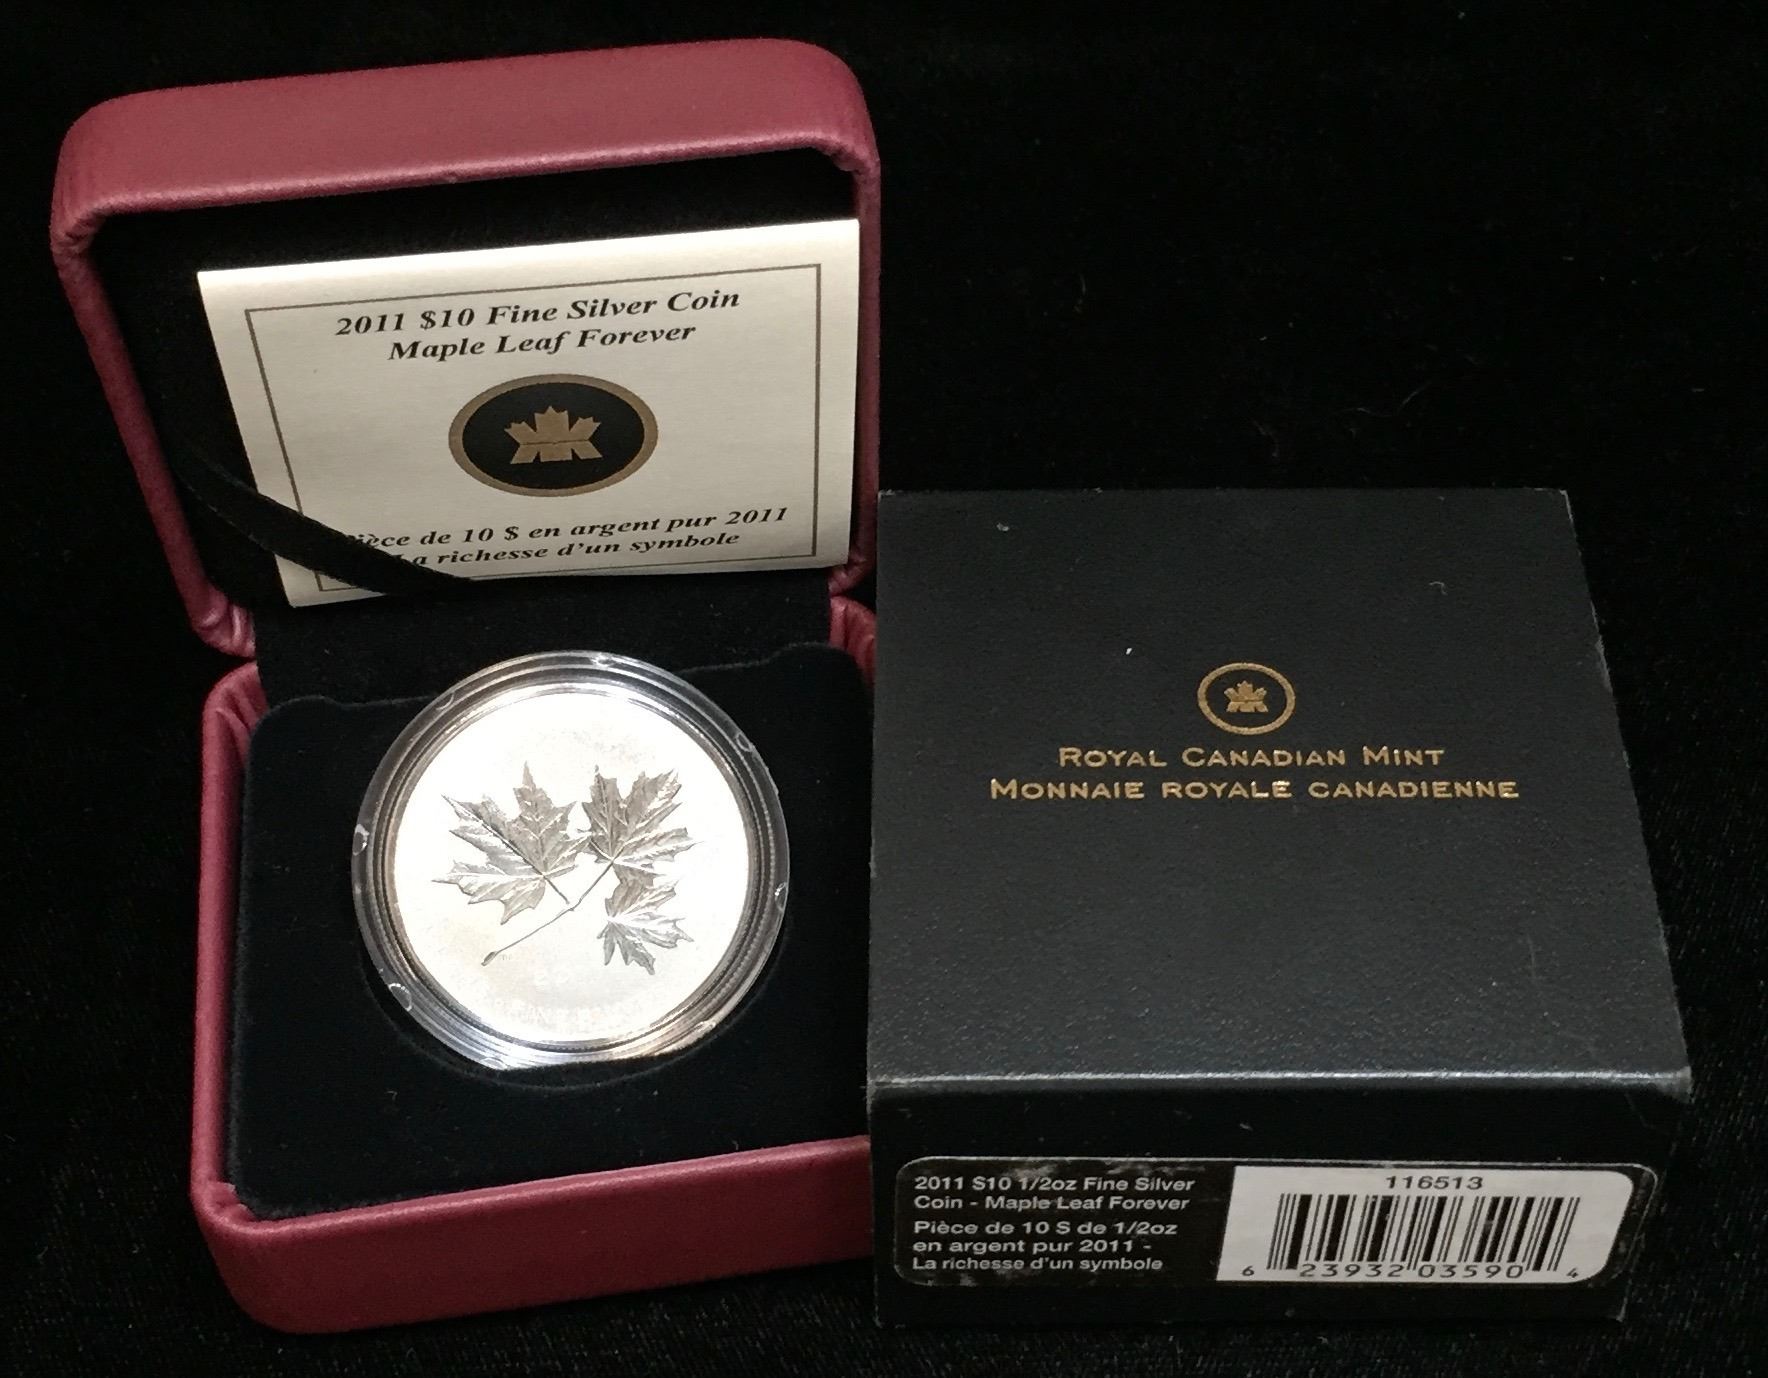 2011 $10 Fine Silver Coin
Maple Leaf Forever
de 10 $ en argent pur 2011
richesse d'un symbole
ROYAL CANADIAN MINT
MONNAIE ROYALE CANADIENNE
2011 $10 1/2oz Fine Silver
Coin - Maple Leaf Forever
Pièce de 10 $ de 1/2oz
en argent pur 2011 -
La richesse d'un symbole
116513
6 23932 03590 4